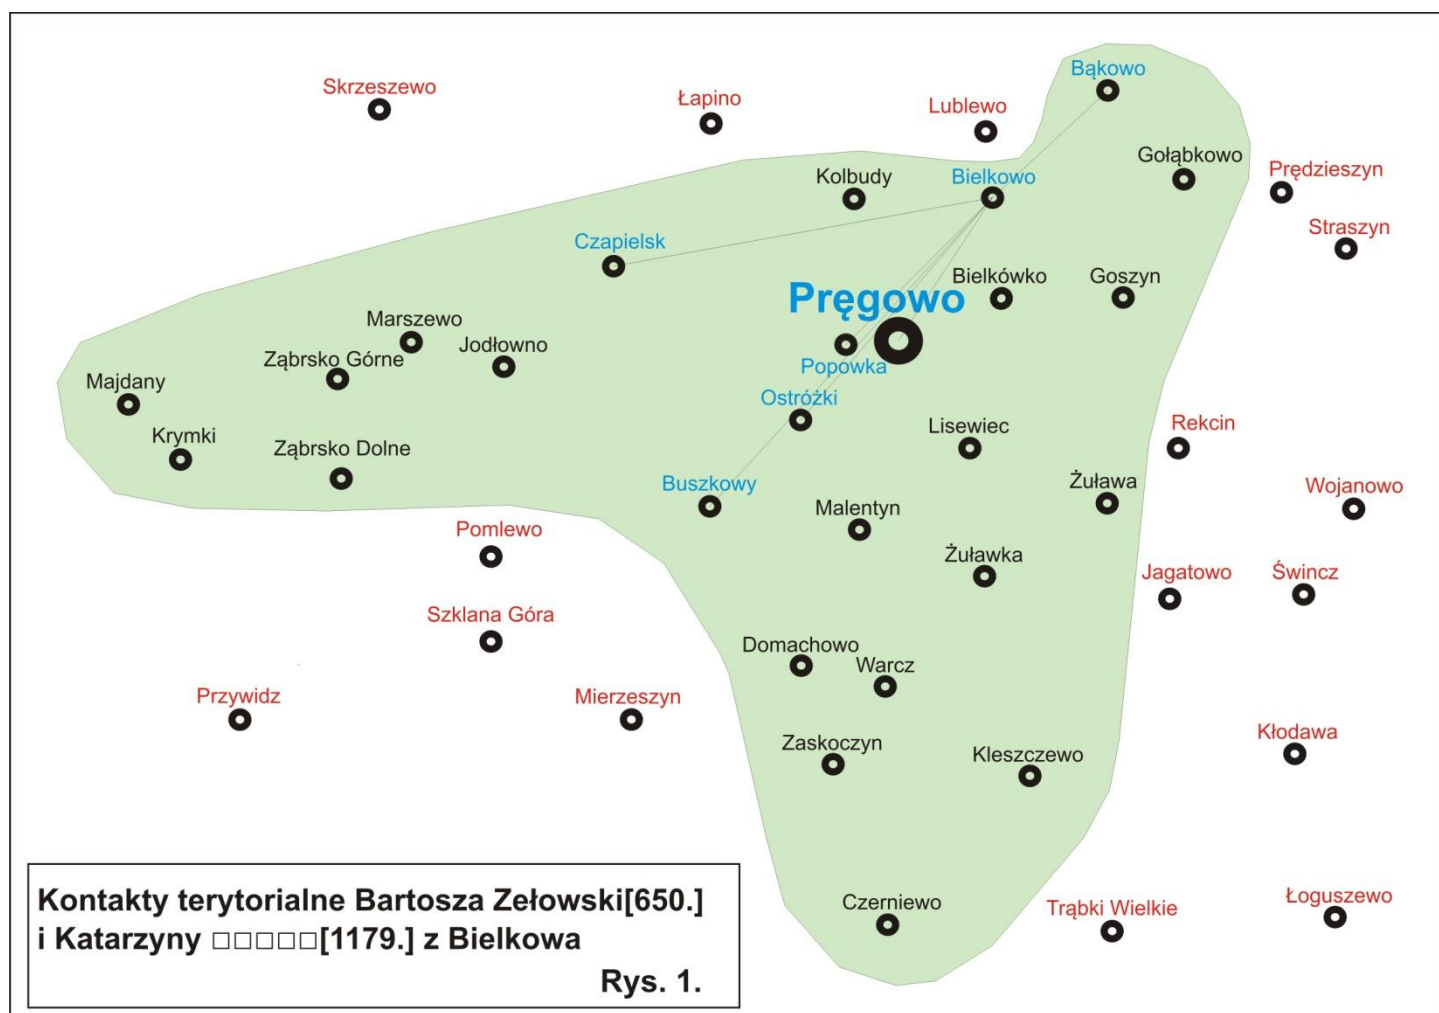 Bąkowo
Skrzeszewo
Łapino
Lublewo
Gołąbkowo
Prędzieszyn
Kolbudy
Bielkowo
Straszyn
Czapielsk
Bielkówko
Goszyn
Pręgowo
Marszewo
Jodłowno
Ząbrsko Górne
Popowka
Majdany
Ostróżki
Krymki
Ząbrsko Dolne
Lisewiec
Rekcin
Buszkowy
Żuława
Wojanowo
Malentyn
Pomlewo
Żuławka
Jagatowo
Świncz
Szklana Góra
Domachowo
Warcz
Przywidz
Mierzeszyn
Zaskoczyn
Kleszczewo
Kłodawa
Czerniewo
Trąbki Wielkie
Łoguszewo
Kontakty terytorialne Bartosza Zełowski[650.]
i Katarzyny □□□□□[1179.] z Bielkowa
Rys. 1.